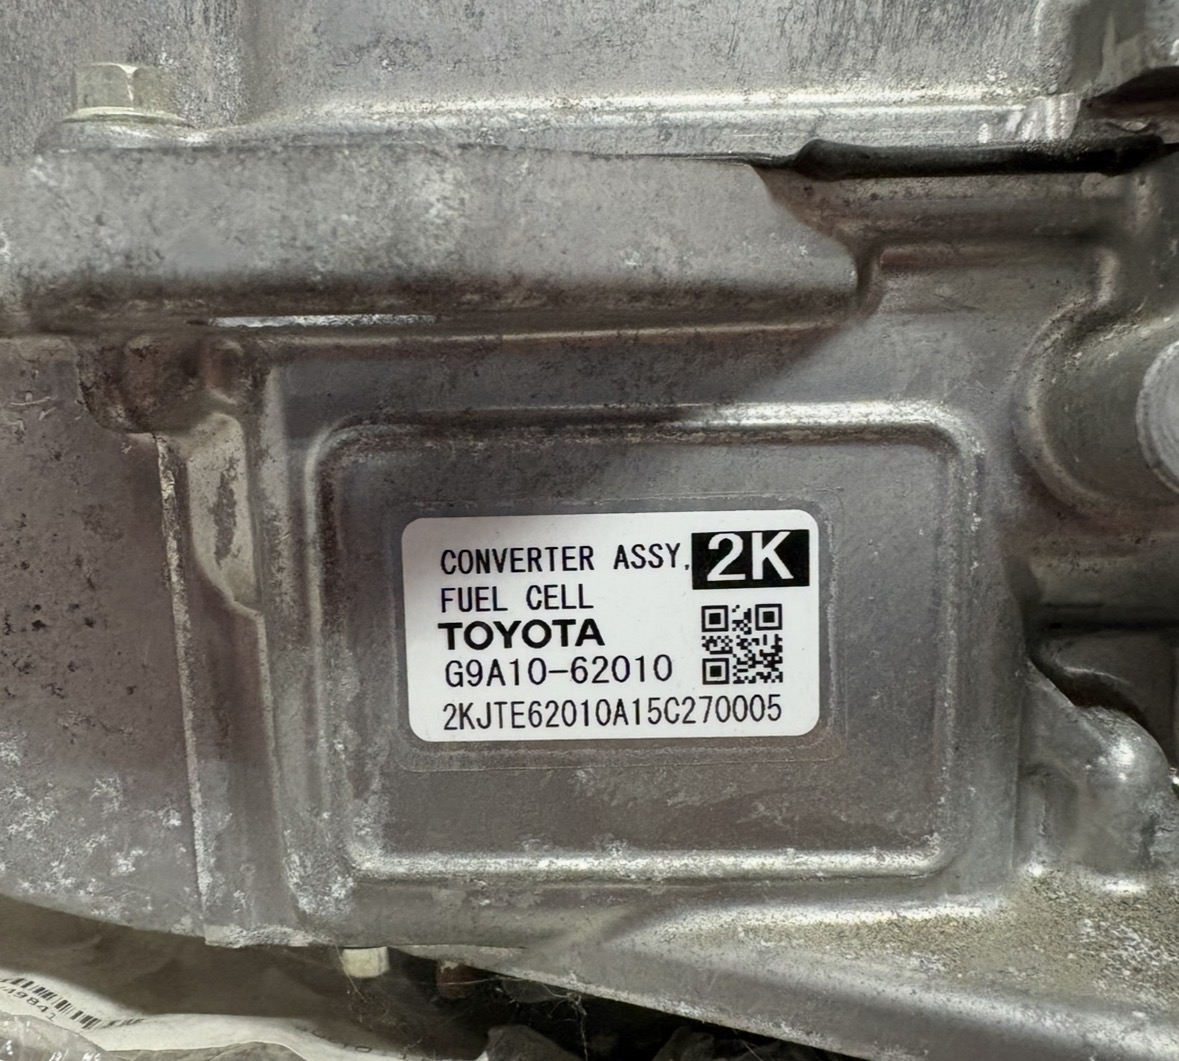 CONVERTER ASSY, 2K
FUEL CELL
TOYOTA
G9A10-62010
2KJTE62010A15C270005